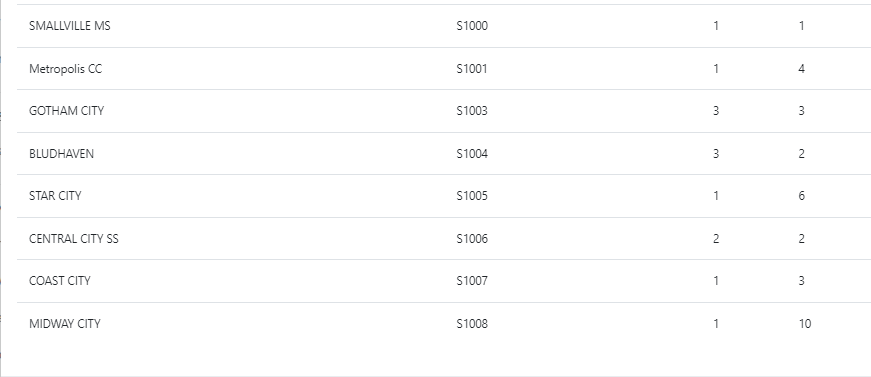 SMALLVILLE MS S1000 1 1
Metropolis CC S1001 1 4
GOTHAM CITY S1003 3 3
BLUDHAVEN S1004 3 2
STAR CITY S1005 1 6
CENTRAL CITY SS S1006 2 2
COAST CITY S1007 1 3
MIDWAY CITY S1008 1 10